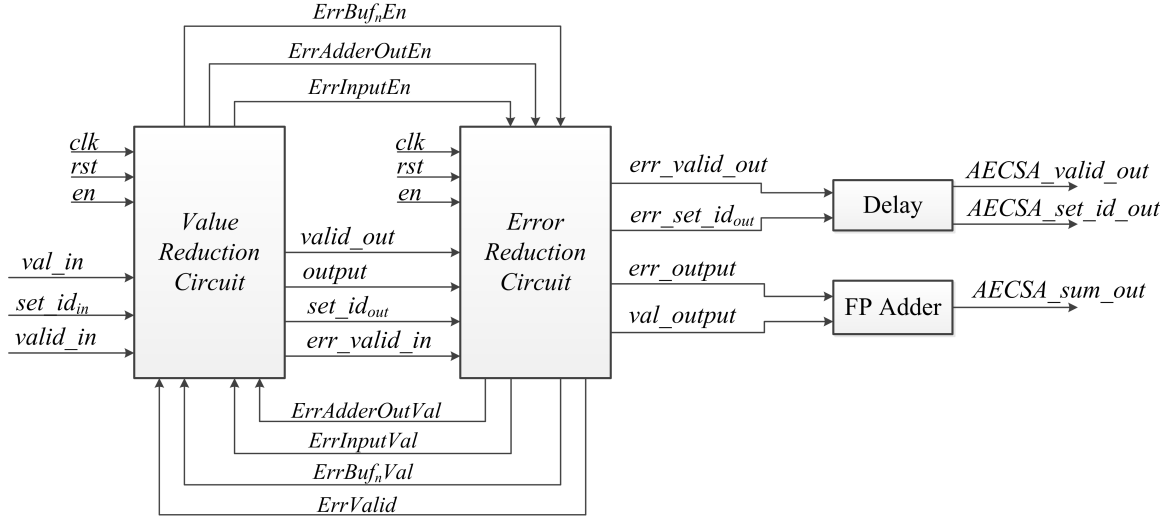 ErrBufnEn
ErrAdderOutEn
ErrInputEn
clk
rst
en
val_in
set_idin
valid_in
Value
Reduction
Circuit
valid_out
output
set_idout
err_valid_in
clk
rst
en
Error
Reduction
Circuit
err_valid_out
err_set_idout
err_output
val_output
Delay
FP Adder
AECSA_valid_out
AECSA_set_id_out
AECSA_sum_out
ErrAdderOutVal
ErrInputVal
ErrBufnVal
ErrValid